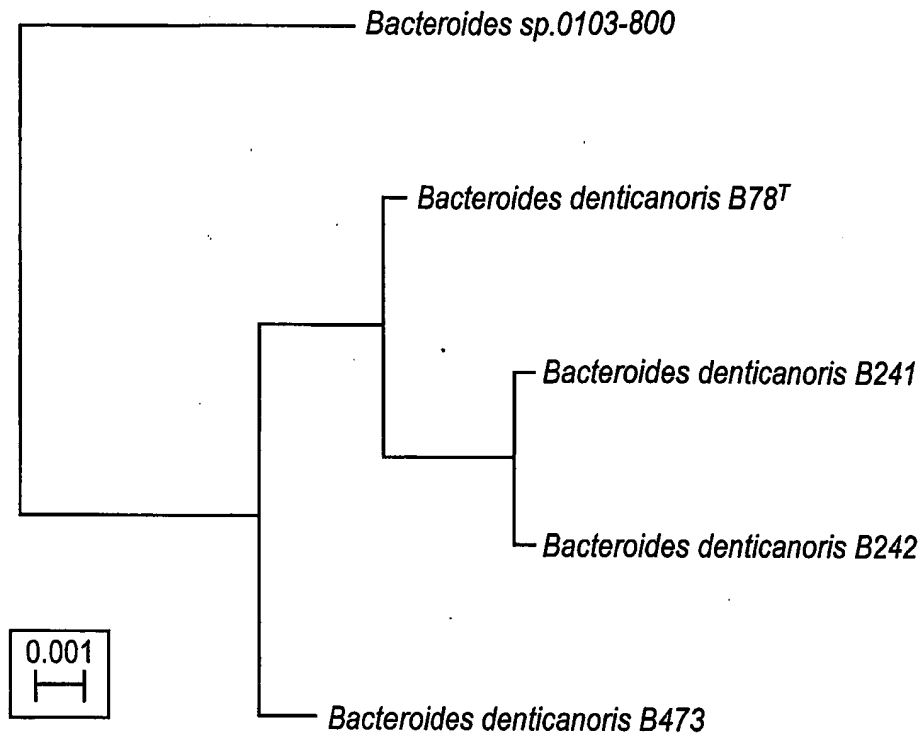 Bacteroides sp.0103-800
Bacteroides denticanoris B78ᵀ
Bacteroides denticanoris B241
Bacteroides denticanoris B242
0.001
Bacteroides denticanoris B473